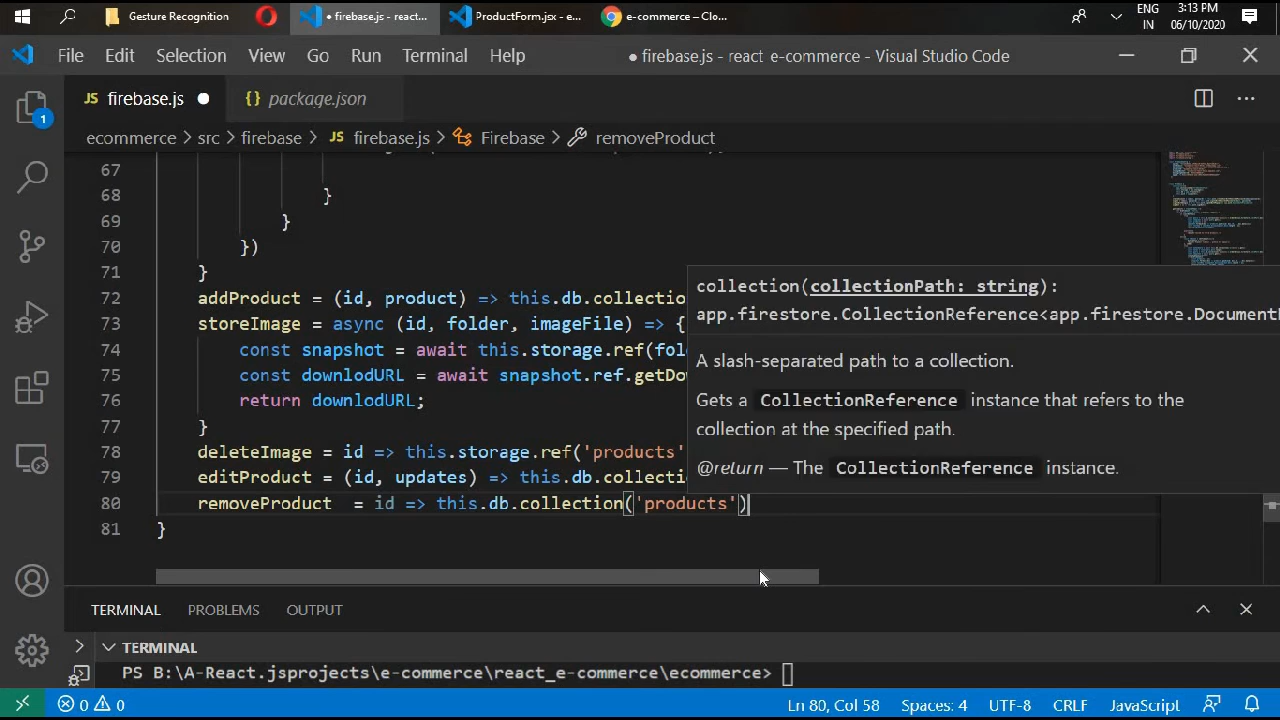 Gesture Recognition
● firebase.js - react...
ProductForm.jsx - e...
e-commerce – Clo...
ENG
IN
3:13 PM
06/10/2020
File Edit Selection View Go Run Terminal Help
● firebase.js - react_e-commerce - Visual Studio Code
JS firebase.js ●
{} package.json
ecommerce > src > firebase > JS firebase.js > Firebase > removeProduct
1
67
68 }
69 }
70 })
71 }
72 addProduct = (id, product) => this.db.collectio
73 storeImage = async (id, folder, imageFile) => {
74 const snapshot = await this.storage.ref(fol
75 const downlodURL = await snapshot.ref.getDow
76 return downlodURL;
77 }
78 deleteImage = id => this.storage.ref('products'
79 editProduct = (id, updates) => this.db.collectio
80 removeProduct = id => this.db.collection('products')
81 }
collection(collectionPath: string):
app.firestore.CollectionReference<app.firestore.Document
A slash-separated path to a collection.
Gets a CollectionReference instance that refers to the
collection at the specified path.
@return — The CollectionReference instance.
TERMINAL PROBLEMS OUTPUT
TERMINAL
PS B:\A-React.jsprojects\e-commerce\react_e-commerce\ecommerce>
0 0
Ln 80, Col 58 Spaces: 4 UTF-8 CRLF JavaScript